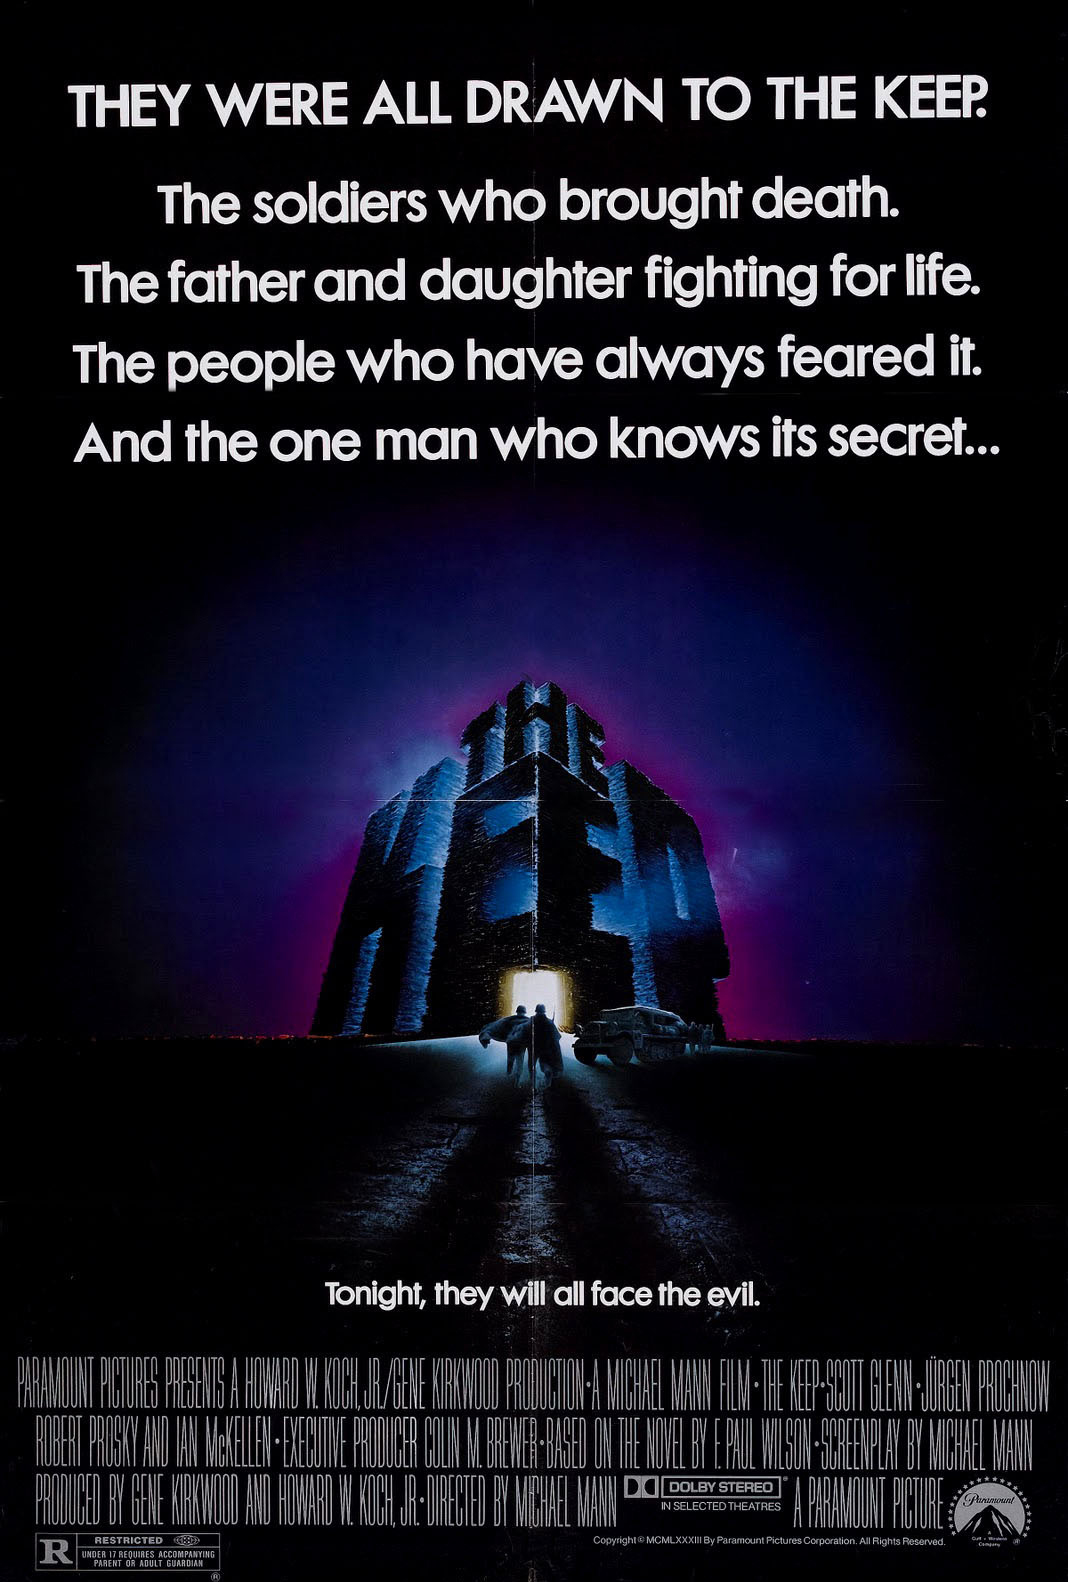 THEY WERE ALL DRAWN TO THE KEEP.
The soldiers who brought death.
The father and daughter fighting for life.
The people who have always feared it.
And the one man who knows its secret...
THE
KEEP
Tonight, they will all face the evil.
PARAMOUNT PICTURES PRESENTS A HOWARD W. KOCH, JR./GENE KIRKWOOD PRODUCTION • A MICHAEL MANN FILM • THE KEEP • SCOTT GLENN • JÜRGEN PROCHNOW
ROBERT PROSKY AND IAN McKELLEN • EXECUTIVE PRODUCER COLIN M. BREWER • BASED ON THE NOVEL BY F. PAUL WILSON • SCREENPLAY BY MICHAEL MANN
PRODUCED BY GENE KIRKWOOD AND HOWARD W. KOCH, JR. • DIRECTED BY MICHAEL MANN
DOLBY STEREO®
IN SELECTED THEATRES
A PARAMOUNT PICTURE
Paramount
A
Gulf + Western
Company
®
R
RESTRICTED
UNDER 17 REQUIRES ACCOMPANYING
PARENT OR ADULT GUARDIAN
®
Copyright © MCMLXXXIII By Paramount Pictures Corporation. All Rights Reserved.